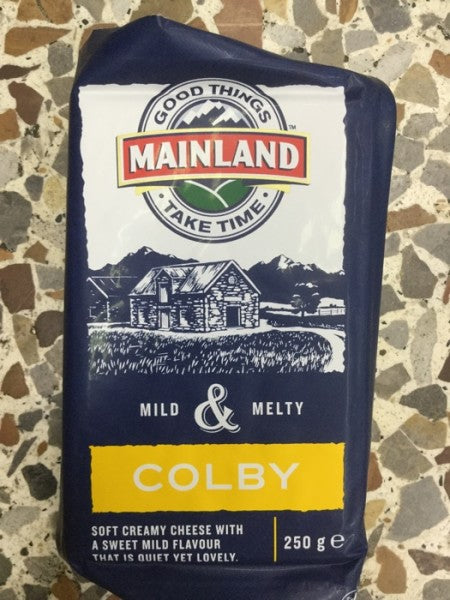 GOOD THINGS
MAINLAND™
• TAKE TIME •
MILD & MELTY
COLBY
SOFT CREAMY CHEESE WITH
A SWEET MILD FLAVOUR
THAT IS QUIET YET LOVELY.
250 g ℮